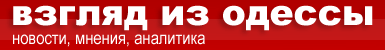 взгляд из одессы
новости, мнения, аналитика